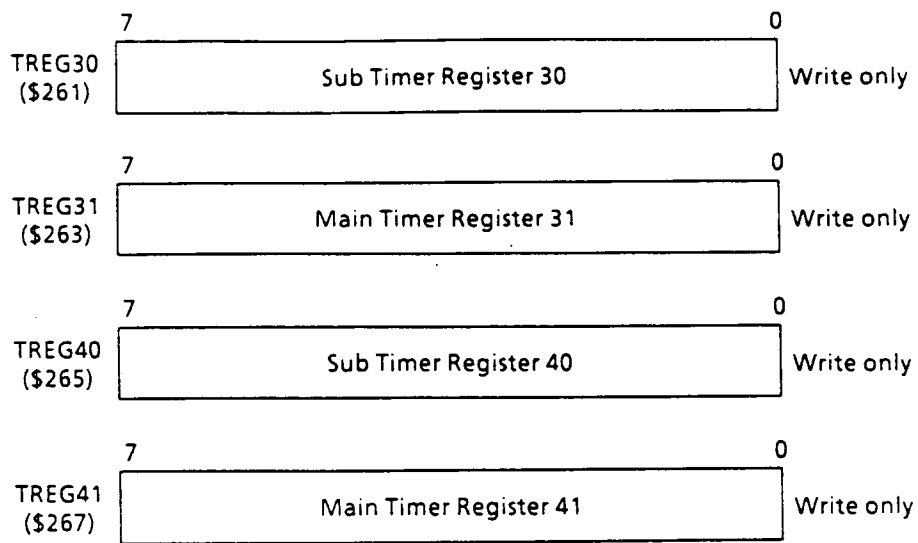 7 0
TREG30
($261)
Sub Timer Register 30
Write only
7 0
TREG31
($263)
Main Timer Register 31
Write only
7 0
TREG40
($265)
Sub Timer Register 40
Write only
7 0
TREG41
($267)
Main Timer Register 41
Write only